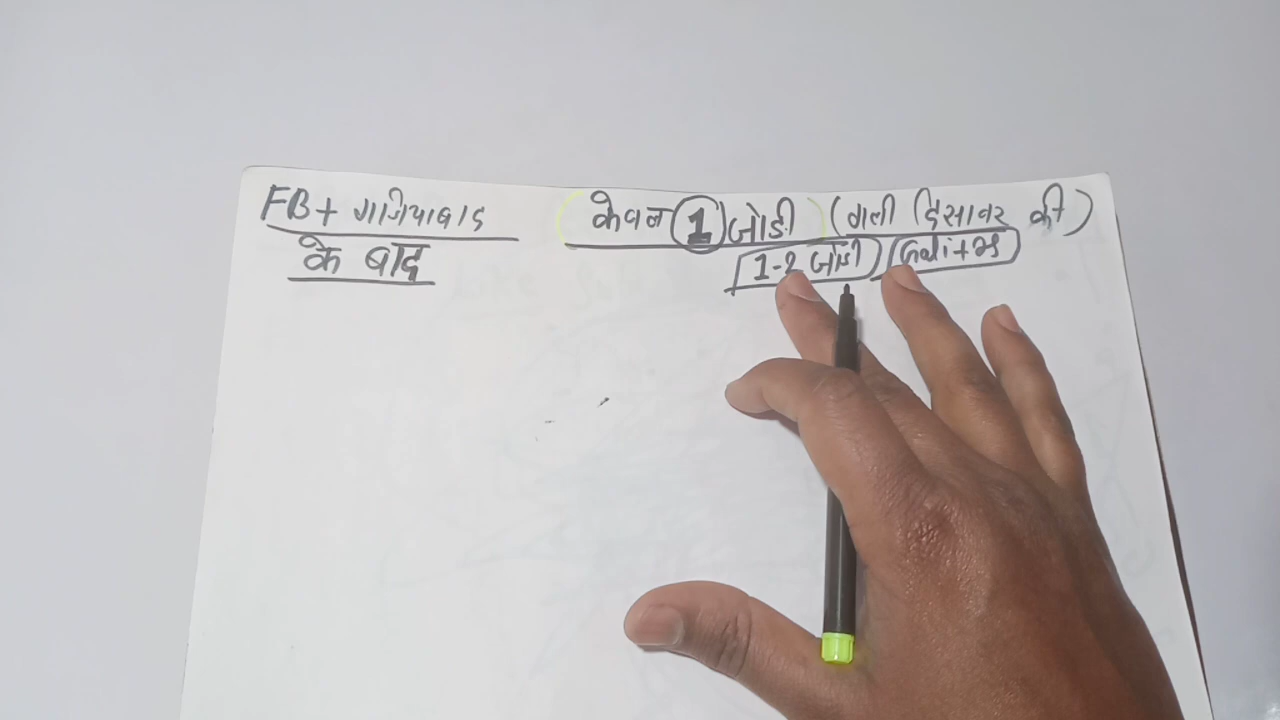 FB+ गाजियाबाद केवल 1 जोडी (गली दिसावर की)
के बाद 1-2 जोडी